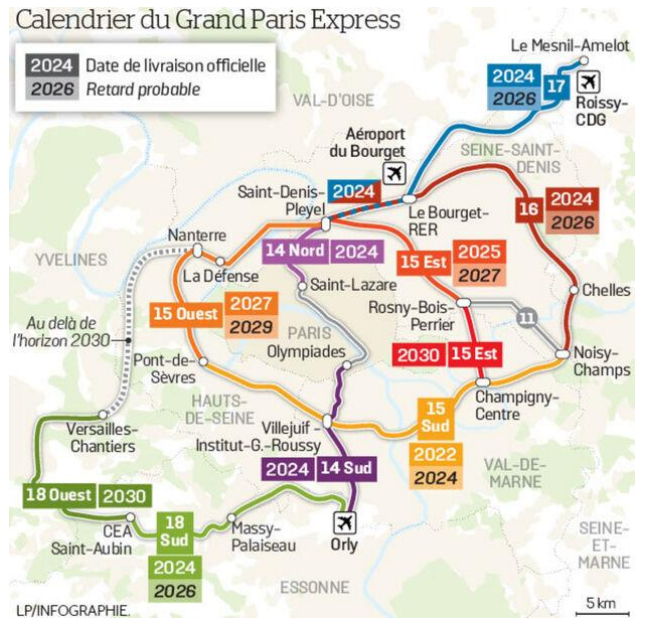 Calendrier du Grand Paris Express
2024 Date de livraison officielle
2026 Retard probable
Le Mesnil-Amelot
2024
2026
17
Roissy-
CDG
VAL-D'OISE
Aéroport
du Bourget
SEINE-SAINT-
DENIS
Saint-Denis-
Pleyel
2024
Le Bourget-
RER
16
2024
2026
Nanterre
La Défense
14 Nord 2024
15 Est
2025
2027
YVELINES
Saint-Lazare
Chelles
15 Ouest
2027
2029
Rosny-Bois-
Perrier
11
Au delà de
l'horizon 2030
PARIS
Olympiades
2030 15 Est
Noisy-
Champs
Pont-de-
Sèvres
Champigny-
Centre
HAUTS-
DE-SEINE
15
Sud
2022
2024
Versailles-
Chantiers
Villejuif -
Institut-G.-Roussy
2024 14 Sud
VAL-DE-
MARNE
18 Ouest 2030
CEA
Saint-Aubin
18
Sud
2024
2026
Massy-
Palaiseau
Orly
SEINE-
ET-
MARNE
ESSONNE
LP/INFOGRAPHIE.
5 km